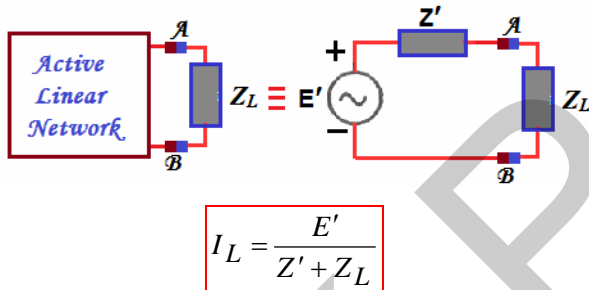 A
Active
Linear
Network
Z_L
B
≡
E′
+
−
Z′
A
Z_L
B
I_L = E′ / (Z′ + Z_L)